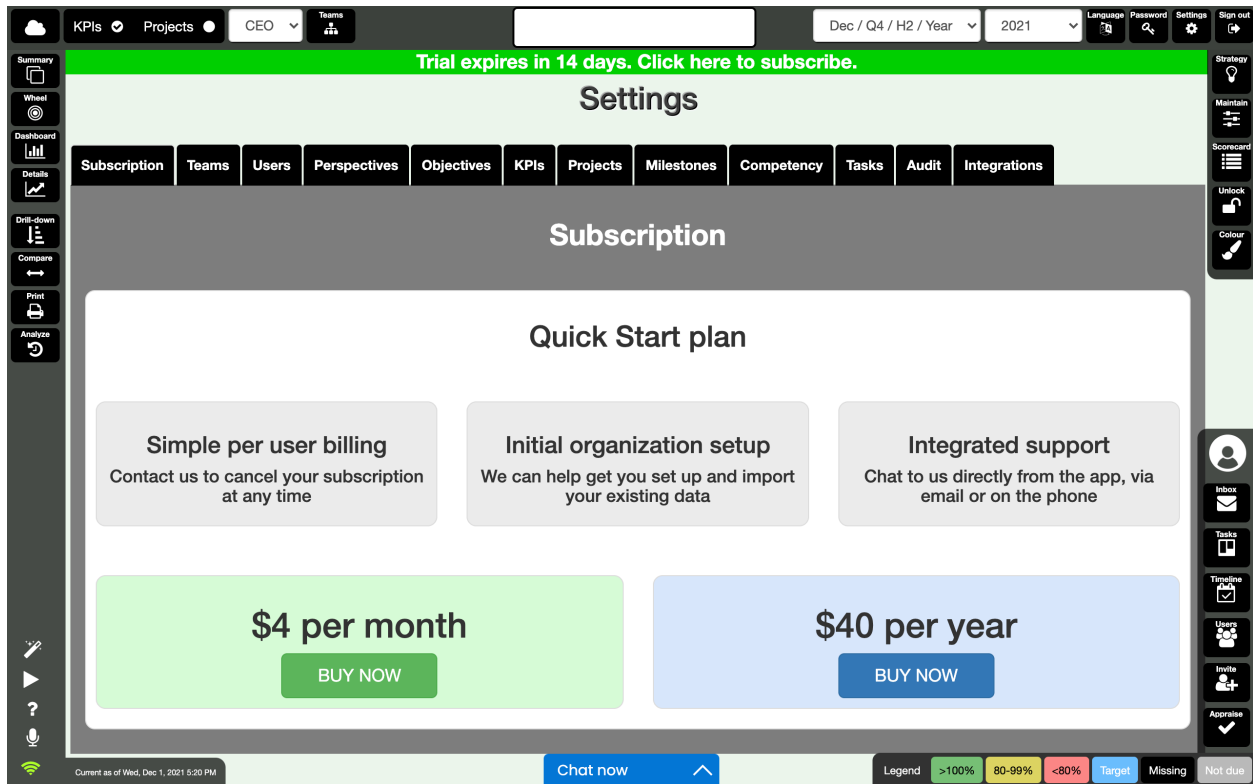 KPIs Projects CEO Teams Dec / Q4 / H2 / Year 2021 Language Password Settings Sign out
Trial expires in 14 days. Click here to subscribe.
Settings
Summary
Wheel
Dashboard
Details
Drill-down
Compare
Print
Analyze
Subscription Teams Users Perspectives Objectives KPIs Projects Milestones Competency Tasks Audit Integrations
Subscription
Quick Start plan
Simple per user billing
Contact us to cancel your subscription
at any time
Initial organization setup
We can help get you set up and import
your existing data
Integrated support
Chat to us directly from the app, via
email or on the phone
$4 per month
BUY NOW
$40 per year
BUY NOW
Strategy
Maintain
Scorecard
Unlock
Colour
Inbox
Tasks
Timeline
Users
Invite
Appraise
?
Current as of Wed, Dec 1, 2021 5:20 PM
Chat now
Legend >100% 80-99% <80% Target Missing Not due